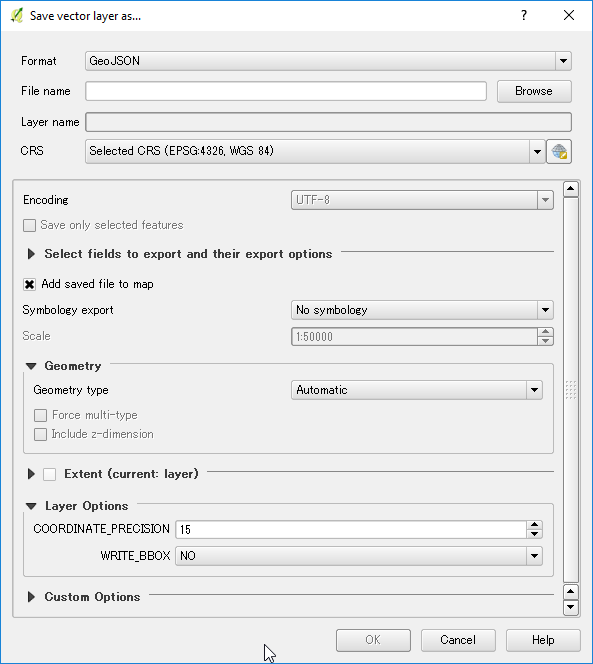 Save vector layer as...
?
Format GeoJSON
File name Browse
Layer name
CRS Selected CRS (EPSG:4326, WGS 84)
Encoding UTF-8
Save only selected features
Select fields to export and their export options
Add saved file to map
Symbology export No symbology
Scale 1:50000
Geometry
Geometry type Automatic
Force multi-type
Include z-dimension
Extent (current: layer)
Layer Options
COORDINATE_PRECISION 15
WRITE_BBOX NO
Custom Options
OK Cancel Help